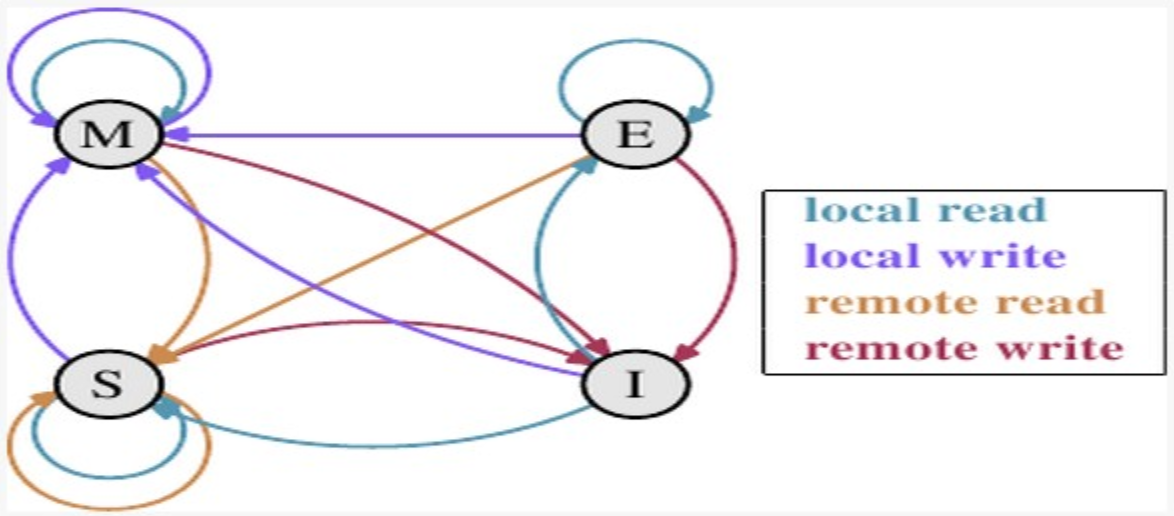 M
E
local read
local write
remote read
remote write
S
I